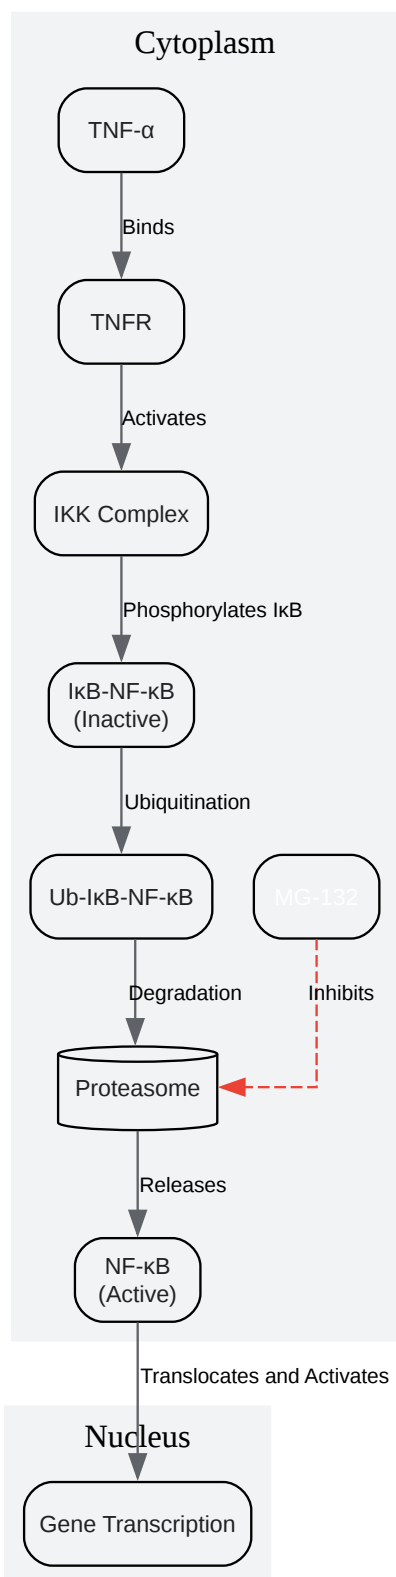 Cytoplasm
TNF-α
Binds
TNFR
Activates
IKK Complex
Phosphorylates IκB
IκB-NF-κB
(Inactive)
Ubiquitination
Ub-IκB-NF-κB
MG-132
Degradation
Inhibits
Proteasome
Releases
NF-κB
(Active)
Translocates and Activates
Nucleus
Gene Transcription